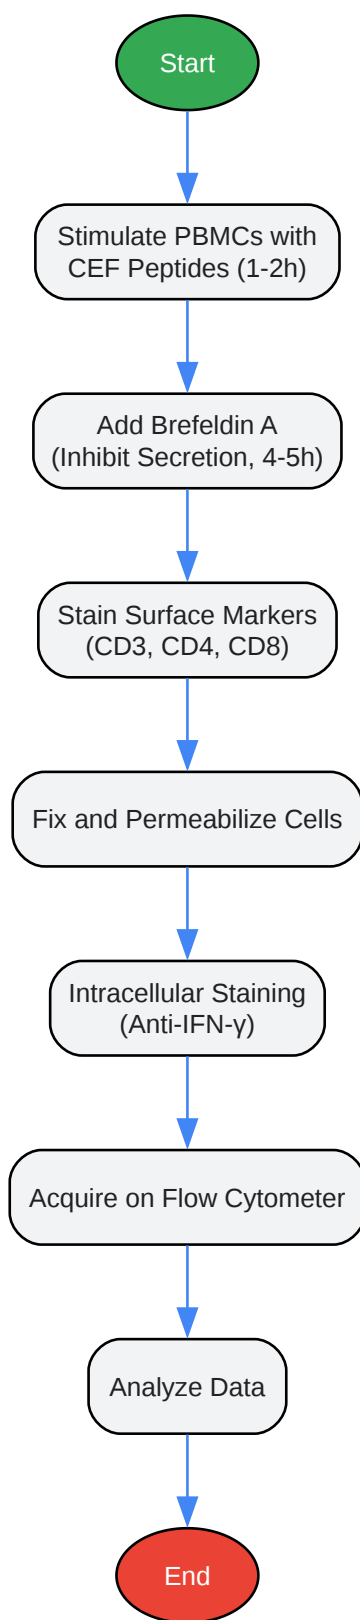 Start
Stimulate PBMCs with
CEF Peptides (1-2h)
Add Brefeldin A
(Inhibit Secretion, 4-5h)
Stain Surface Markers
(CD3, CD4, CD8)
Fix and Permeabilize Cells
Intracellular Staining
(Anti-IFN-γ)
Acquire on Flow Cytometer
Analyze Data
End